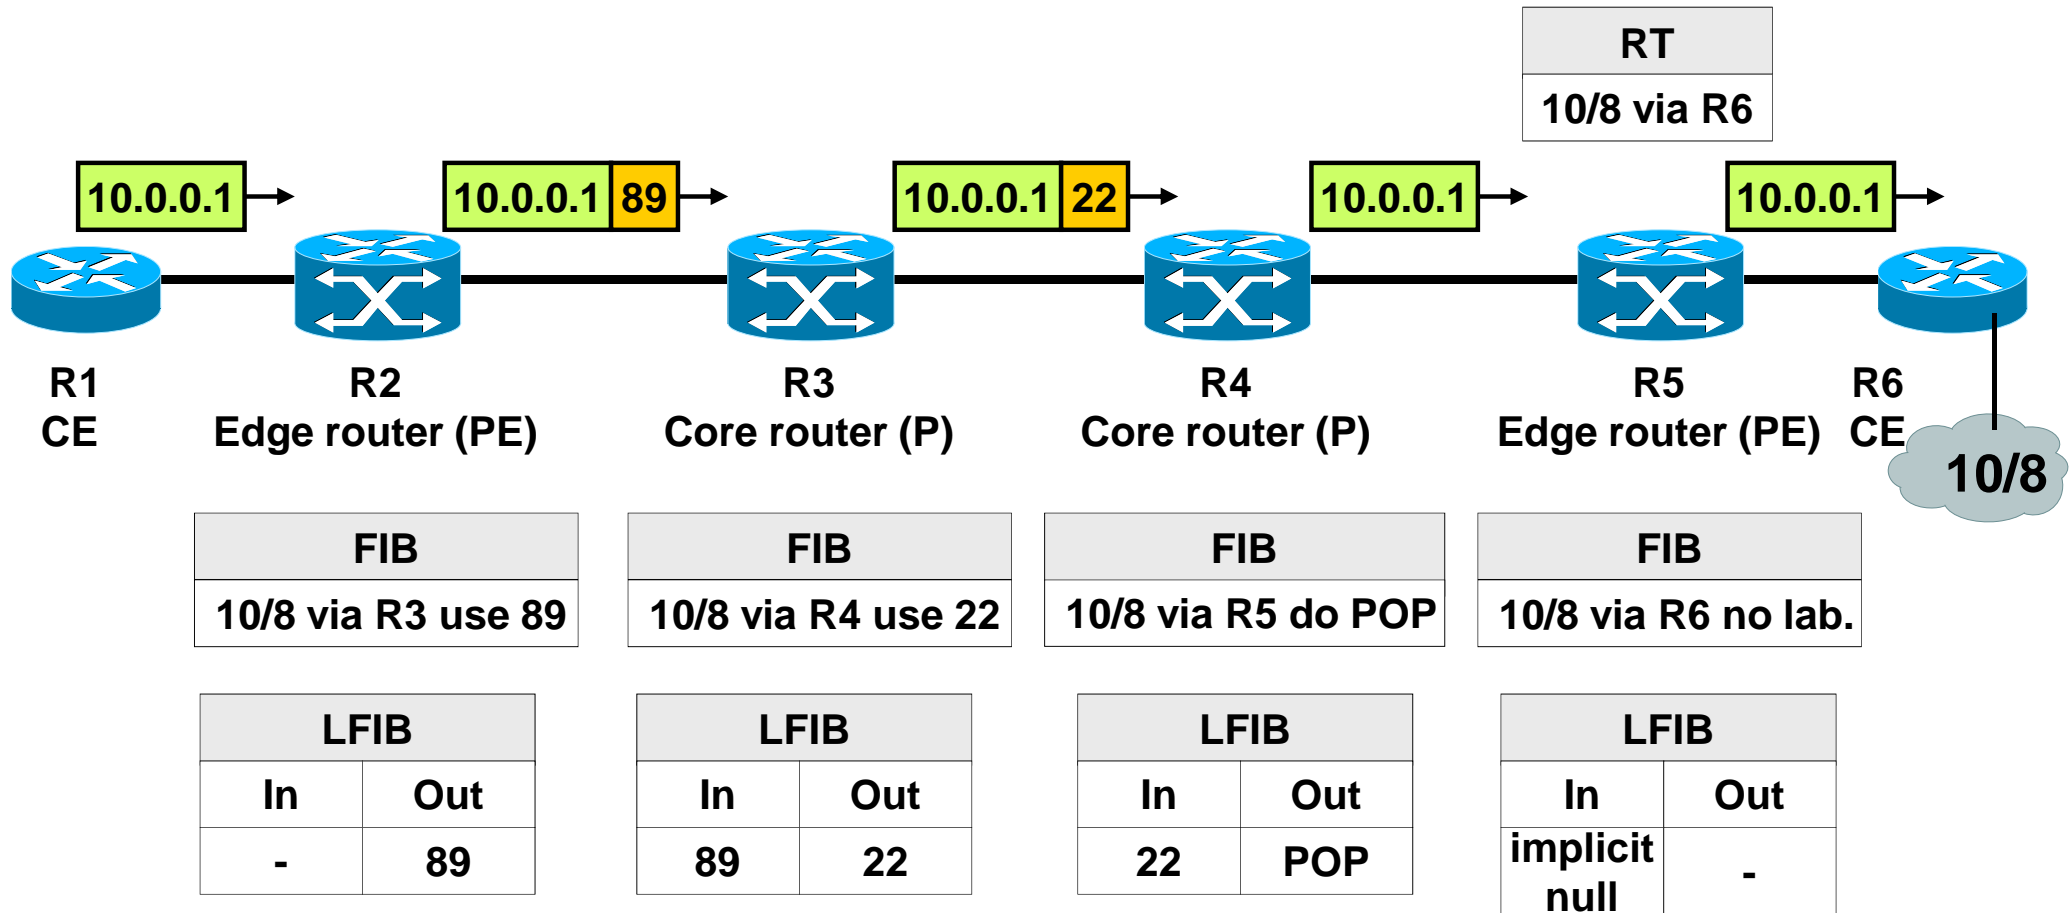 RT
10/8 via R6
10.0.0.1
10.0.0.1 89
10.0.0.1 22
10.0.0.1
10.0.0.1
R1
CE
R2
Edge router (PE)
R3
Core router (P)
R4
Core router (P)
R5
Edge router (PE)
R6
CE
10/8
FIB
10/8 via R3 use 89
FIB
10/8 via R4 use 22
FIB
10/8 via R5 do POP
FIB
10/8 via R6 no lab.
LFIB
In Out
- 89
LFIB
In Out
89 22
LFIB
In Out
22 POP
LFIB
In Out
implicit
null -